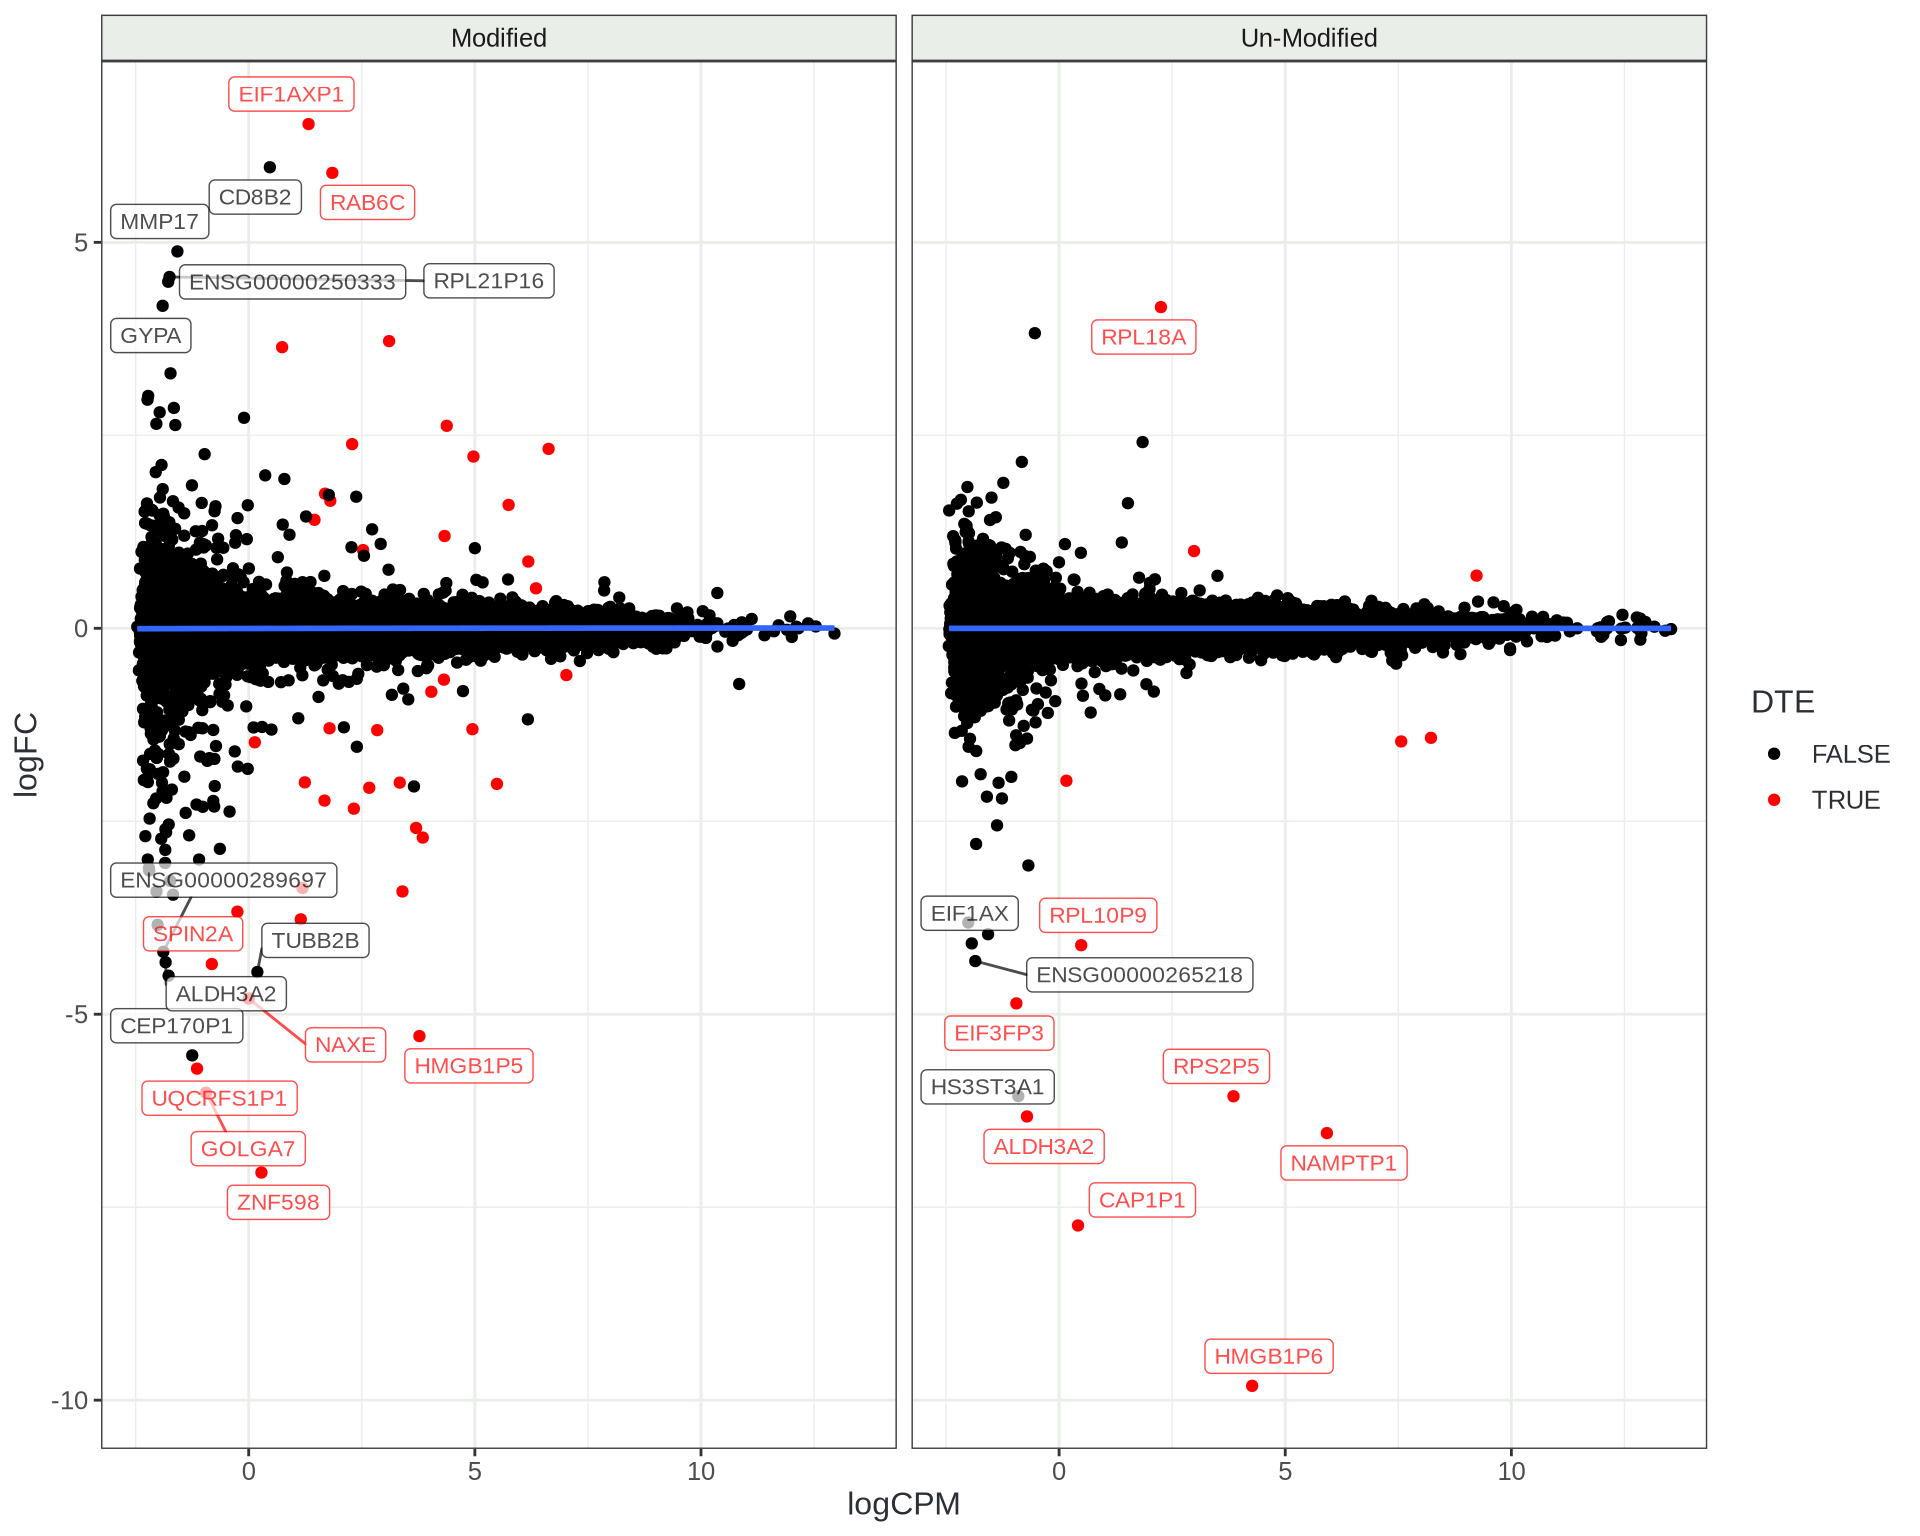 Modified
Un-Modified
EIF1AXP1
CD8B2
RAB6C
MMP17
ENSG00000250333
RPL21P16
GYPA
ENSG00000289697
SPIN2A
TUBB2B
ALDH3A2
CEP170P1
NAXE
HMGB1P5
UQCRFS1P1
GOLGA7
ZNF598
RPL18A
EIF1AX
RPL10P9
ENSG00000265218
EIF3FP3
RPS2P5
HS3ST3A1
ALDH3A2
NAMPTP1
CAP1P1
HMGB1P6
5
0
-5
-10
logFC
0
5
10
0
5
10
logCPM
DTE
FALSE
TRUE